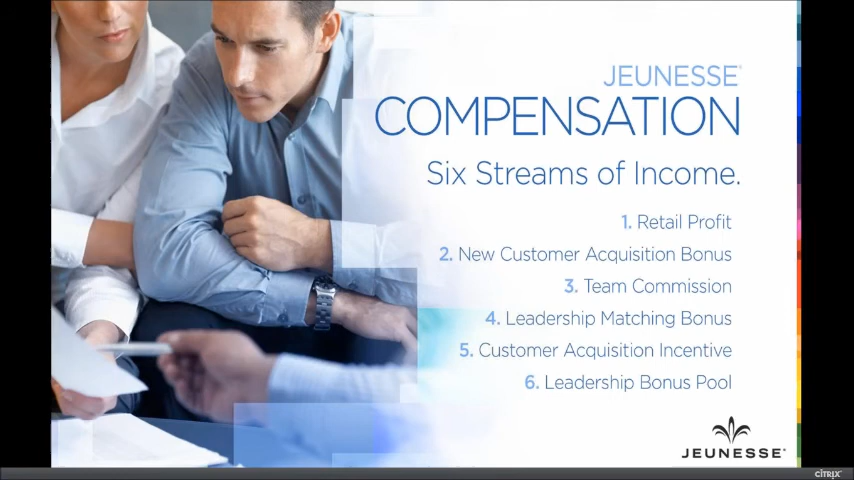 JEUNESSE®
COMPENSATION
Six Streams of Income.
1. Retail Profit
2. New Customer Acquisition Bonus
3. Team Commission
4. Leadership Matching Bonus
5. Customer Acquisition Incentive
6. Leadership Bonus Pool
JEUNESSE®
CITRIX